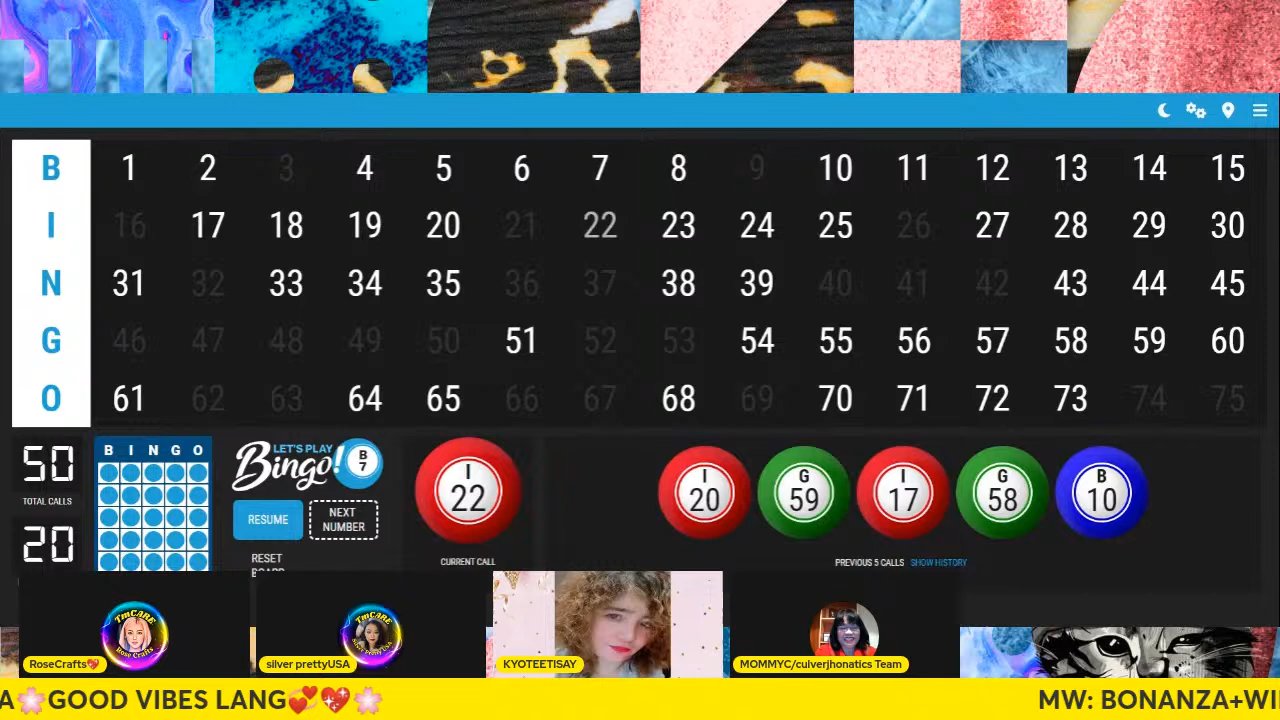 B 1 2 3 4 5 6 7 8 9 10 11 12 13 14 15
I 16 17 18 19 20 21 22 23 24 25 26 27 28 29 30
N 31 32 33 34 35 36 37 38 39 40 41 42 43 44 45
G 46 47 48 49 50 51 52 53 54 55 56 57 58 59 60
O 61 62 63 64 65 66 67 68 69 70 71 72 73 74 75
50
TOTAL CALLS
20
B I N G O
LET'S PLAY
Bingo!
B
7
RESUME
NEXT
NUMBER
RESET
BOARD
I
22
CURRENT CALL
I
20
G
59
I
17
G
58
B
10
PREVIOUS 5 CALLS SHOW HISTORY
TmCARE
Rose Crafts
RoseCrafts💖
TmCARE
silver prettyUSA
KYOTEETISAY
MOMMYC/culverjhonatics Team
A🌸GOOD VIBES LANG💞💖🌸
MW: BONANZA+WI